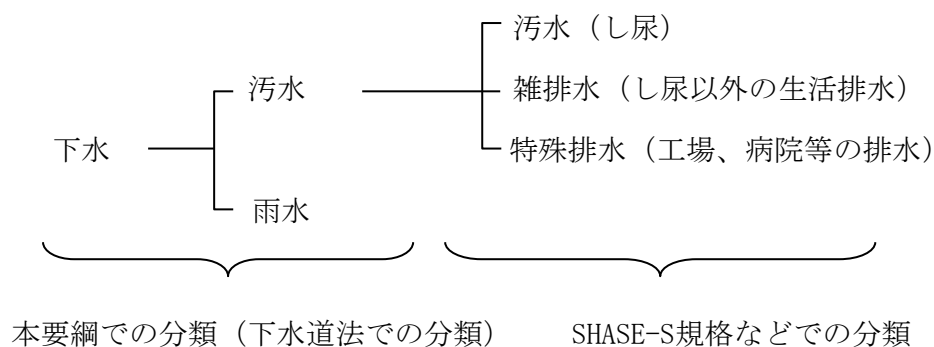 汚水（し尿）
汚水
雑排水（し尿以外の生活排水）
下水
特殊排水（工場、病院等の排水）
雨水
本要綱での分類（下水道法での分類）
SHASE-S規格などでの分類